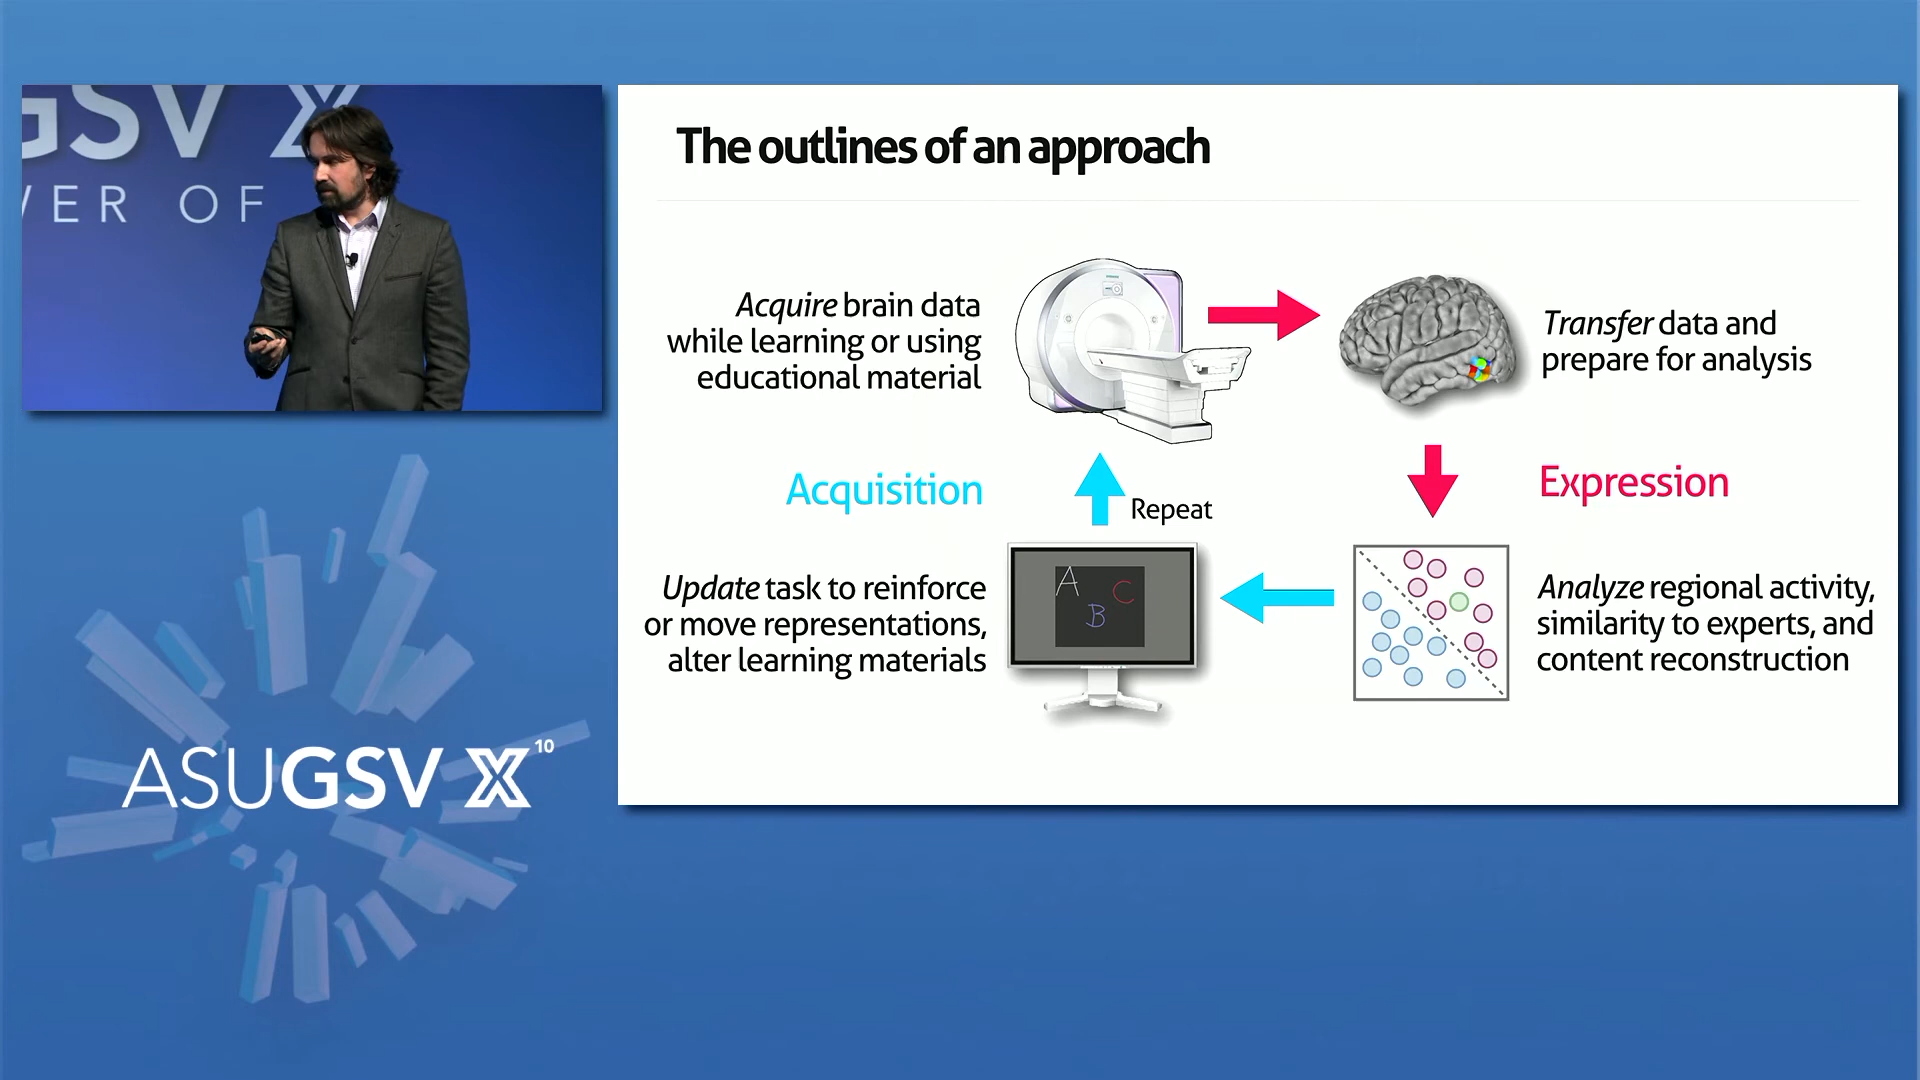 GSV X
WER OF
The outlines of an approach
Acquire brain data
while learning or using
educational material
Transfer data and
prepare for analysis
Acquisition
Repeat
Expression
Update task to reinforce
or move representations,
alter learning materials
A
B
C
Analyze regional activity,
similarity to experts, and
content reconstruction
ASUGSV X10